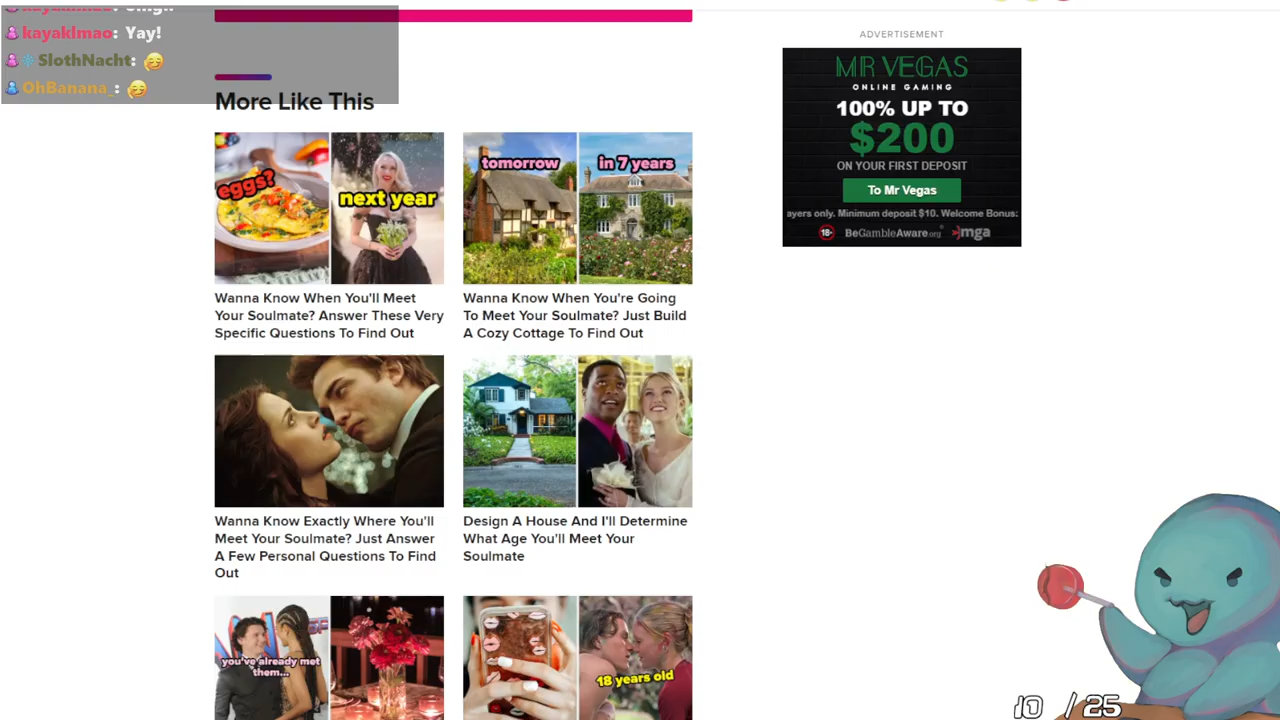 kayaklmao: Yay!
SlothNacht:
OhBanana_:
More Like This
eggs?
next year
tomorrow
in 7 years
Wanna Know When You'll Meet
Your Soulmate? Answer These Very
Specific Questions To Find Out
Wanna Know When You're Going
To Meet Your Soulmate? Just Build
A Cozy Cottage To Find Out
Wanna Know Exactly Where You'll
Meet Your Soulmate? Just Answer
A Few Personal Questions To Find
Out
Design A House And I'll Determine
What Age You'll Meet Your
Soulmate
you've already met
them...
18 years old
ADVERTISEMENT
MR VEGAS
ONLINE GAMING
100% UP TO
$200
ON YOUR FIRST DEPOSIT
To Mr Vegas
ayers only. Minimum deposit $10. Welcome Bonus:
18+ BeGambleAware.org® mga
10 / 25